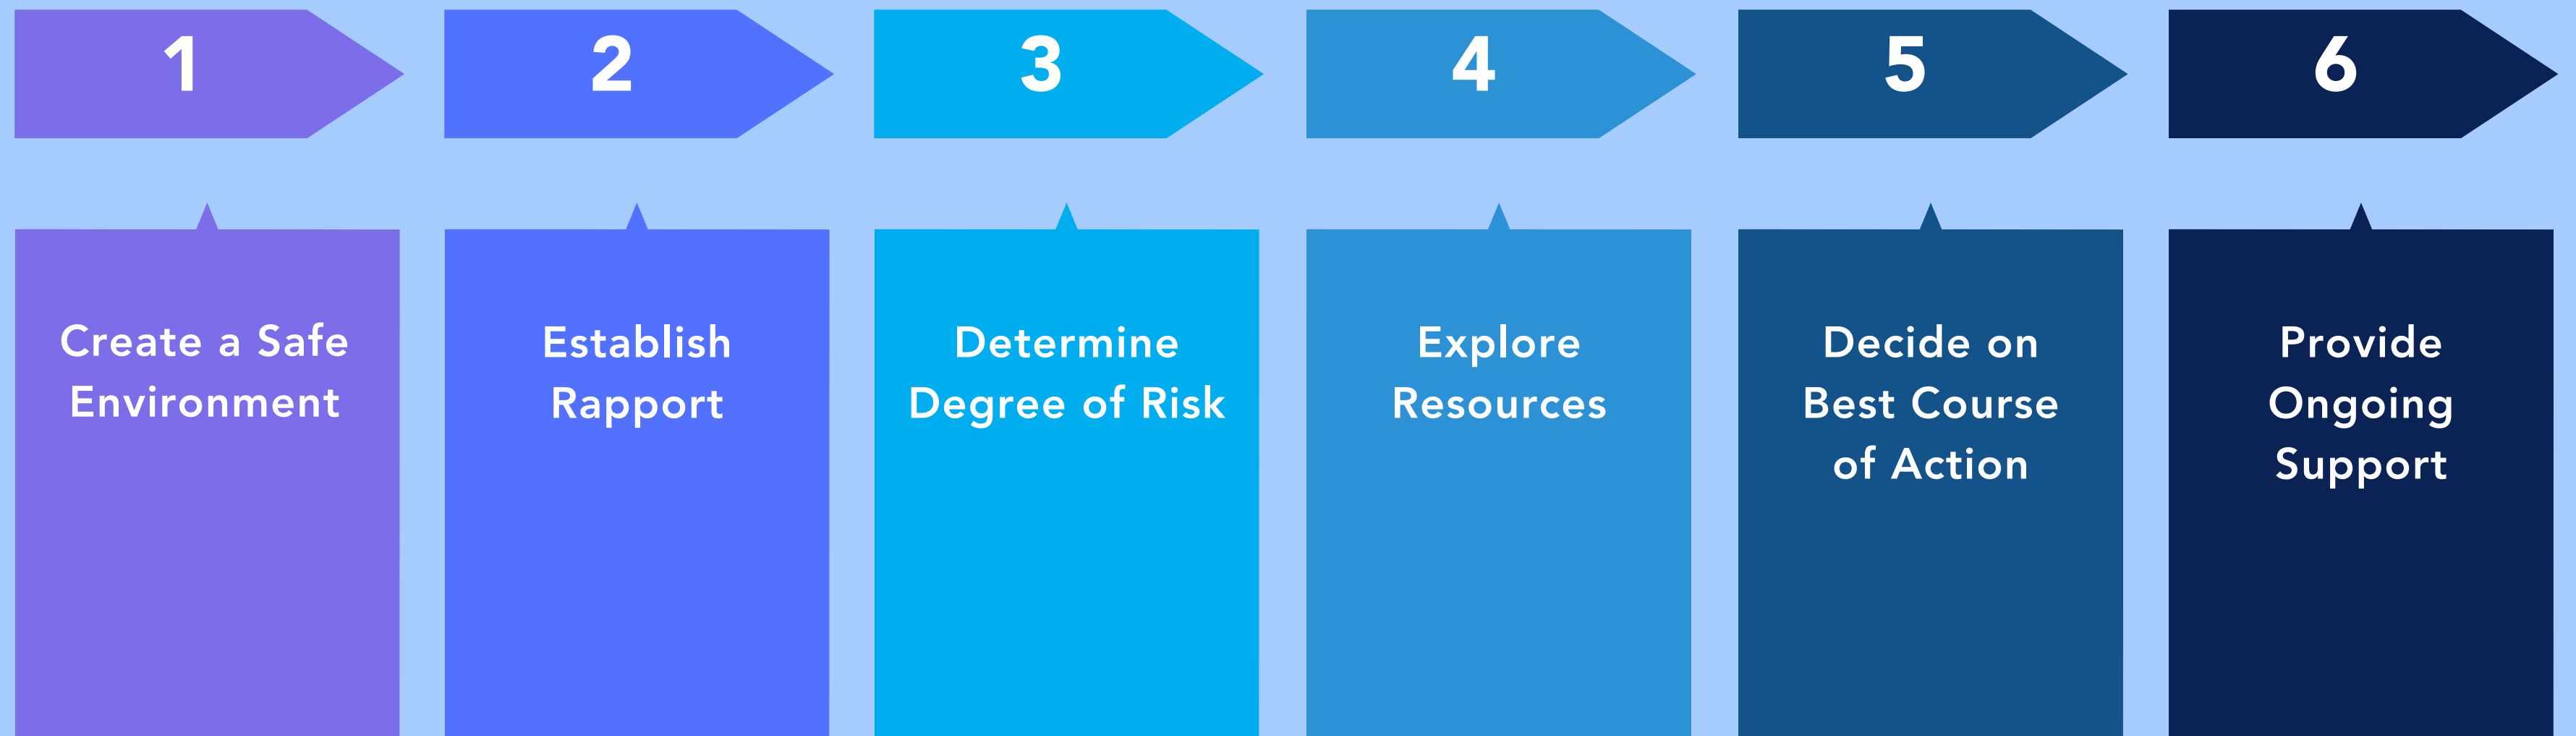 1
2
3
4
5
6
Create a Safe
Environment
Establish
Rapport
Determine
Degree of Risk
Explore
Resources
Decide on
Best Course
of Action
Provide
Ongoing
Support